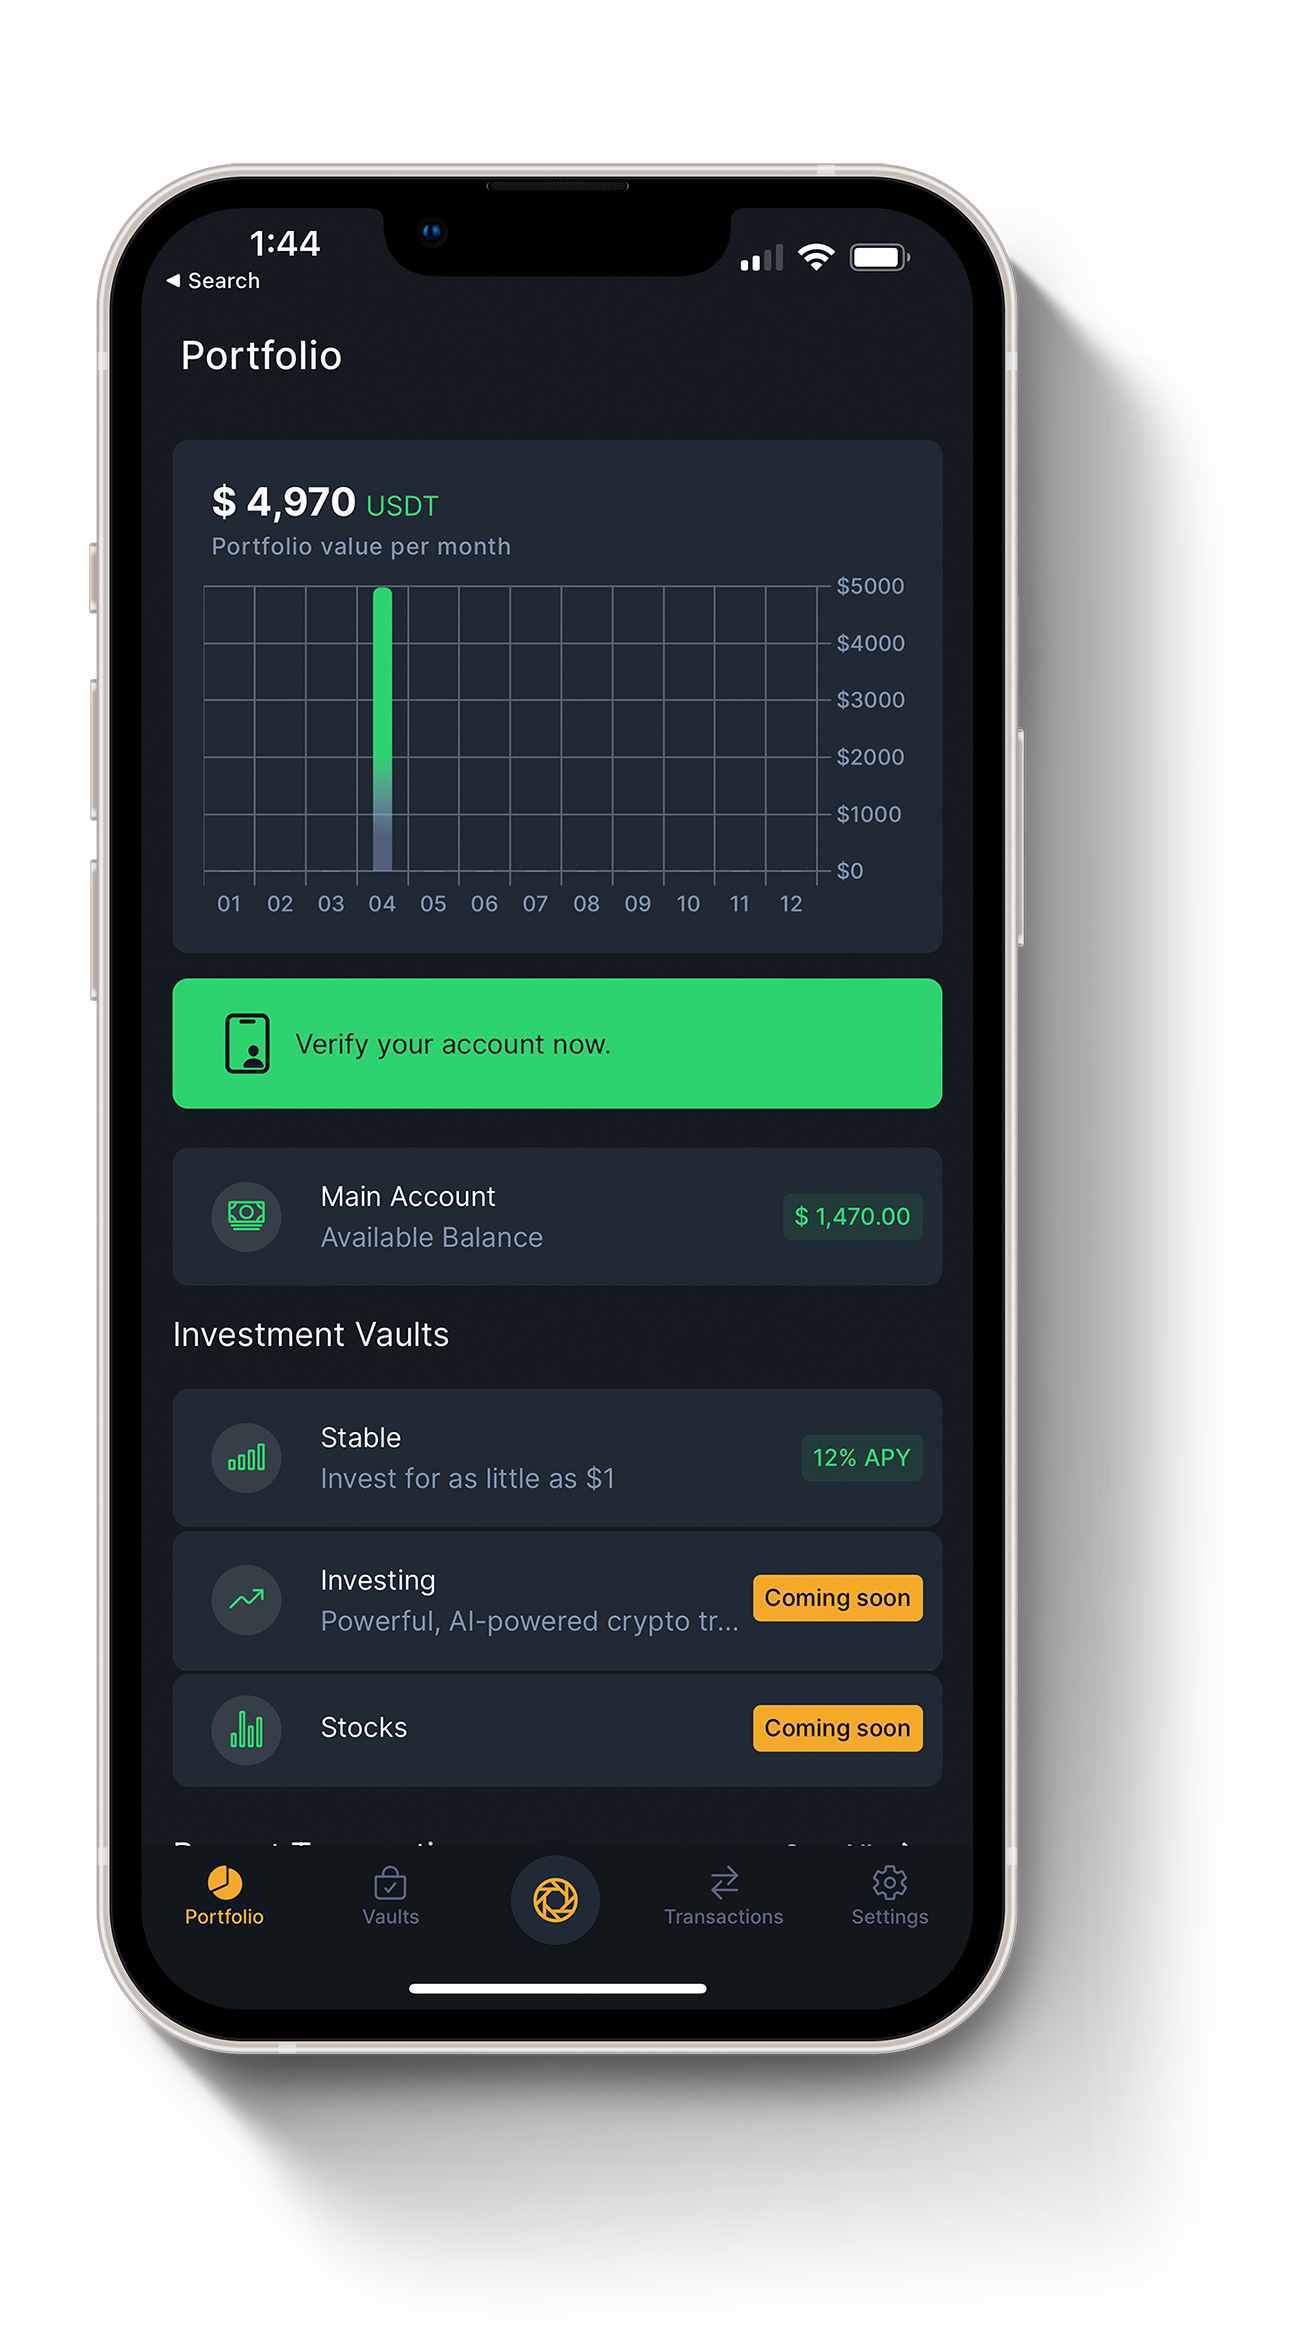 1:44
◀ Search
Portfolio
$ 4,970 USDT
Portfolio value per month
$5000
$4000
$3000
$2000
$1000
$0
01 02 03 04 05 06 07 08 09 10 11 12
Verify your account now.
Main Account
Available Balance
$ 1,470.00
Investment Vaults
Stable
Invest for as little as $1
12% APY
Investing
Powerful, AI-powered crypto tr...
Coming soon
Stocks
Coming soon
Portfolio
Vaults
Transactions
Settings